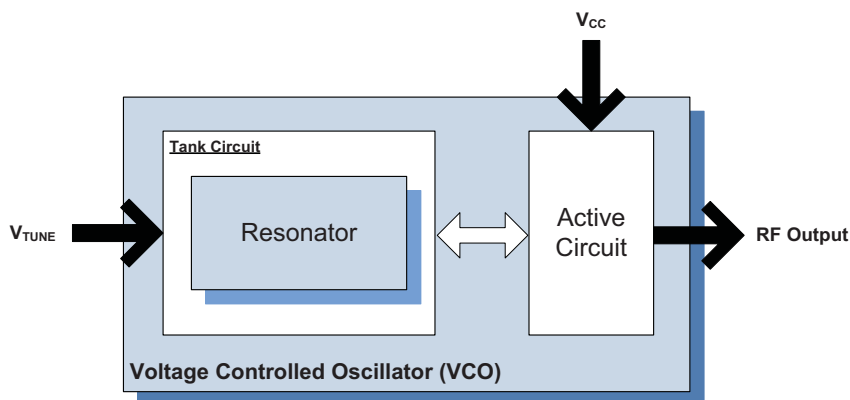 VCC
Tank Circuit
Resonator
Active
Circuit
VTUNE
RF Output
Voltage Controlled Oscillator (VCO)